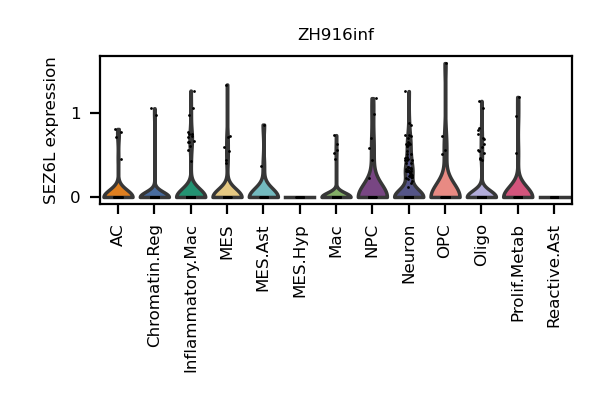 ZH916inf
SEZ6L expression
1
0
AC
Chromatin.Reg
Inflammatory.Mac
MES
MES.Ast
MES.Hyp
Mac
NPC
Neuron
OPC
Oligo
Prolif.Metab
Reactive.Ast